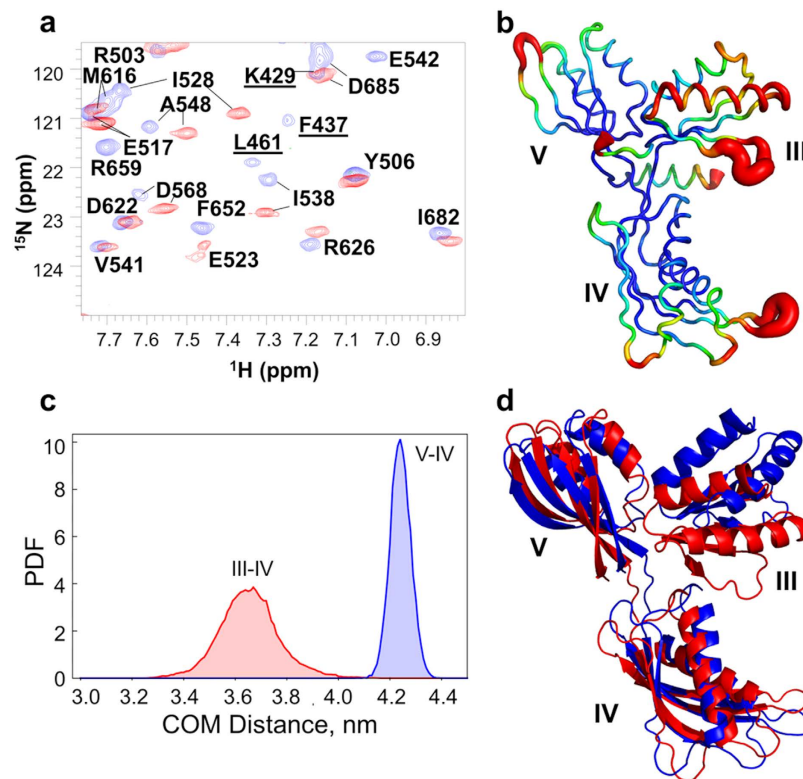 a
b
R503
M616
I528
K429
E542
D685
A548
F437
E517
L461
R659
Y506
I538
D568
D622
F652
I682
V541
E523
R626
120
121
122
123
124
¹⁵N (ppm)
7.7 7.6 7.5 7.4 7.3 7.2 7.1 7.0 6.9
¹H (ppm)
V
III
IV
c
d
10
8
6
4
2
0
PDF
V-IV
III-IV
3.0 3.2 3.4 3.6 3.8 4.0 4.2 4.4
COM Distance, nm
V
III
IV